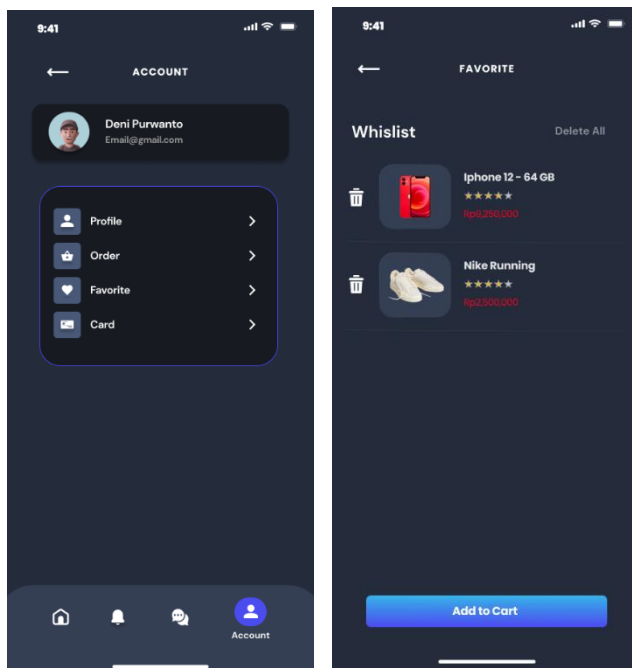 9:41
ACCOUNT
Deni Purwanto
Email@gmail.com
Profile
Order
Favorite
Card
Account
9:41
FAVORITE
Whislist
Delete All
Iphone 12 - 64 GB
Rp9,250,000
Nike Running
Rp2,500,000
Add to Cart